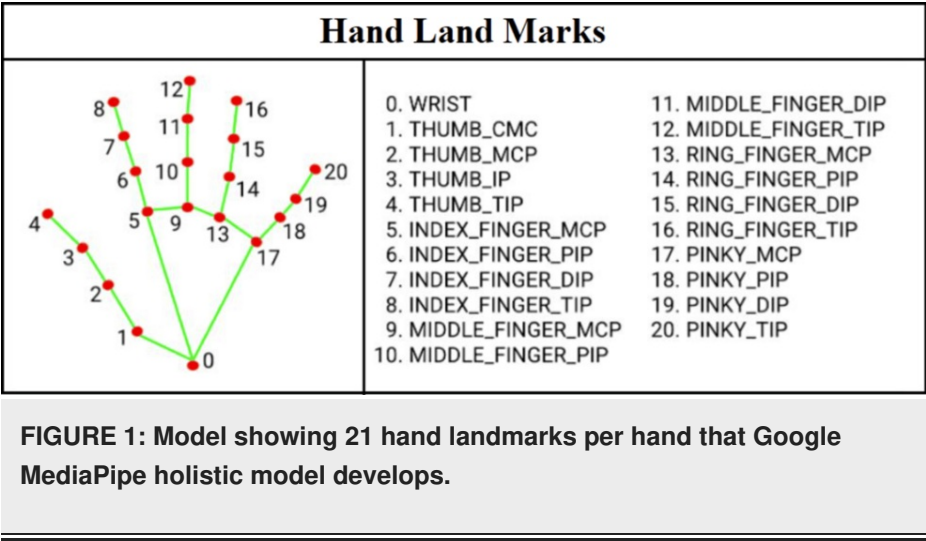 Hand Land Marks
12
8
16
11
7
15
10
6
14
20
19
4
5
9
13
18
3
17
2
1
0
0. WRIST
1. THUMB_CMC
2. THUMB_MCP
3. THUMB_IP
4. THUMB_TIP
5. INDEX_FINGER_MCP
6. INDEX_FINGER_PIP
7. INDEX_FINGER_DIP
8. INDEX_FINGER_TIP
9. MIDDLE_FINGER_MCP
10. MIDDLE_FINGER_PIP
11. MIDDLE_FINGER_DIP
12. MIDDLE_FINGER_TIP
13. RING_FINGER_MCP
14. RING_FINGER_PIP
15. RING_FINGER_DIP
16. RING_FINGER_TIP
17. PINKY_MCP
18. PINKY_PIP
19. PINKY_DIP
20. PINKY_TIP
FIGURE 1: Model showing 21 hand landmarks per hand that Google
MediaPipe holistic model develops.